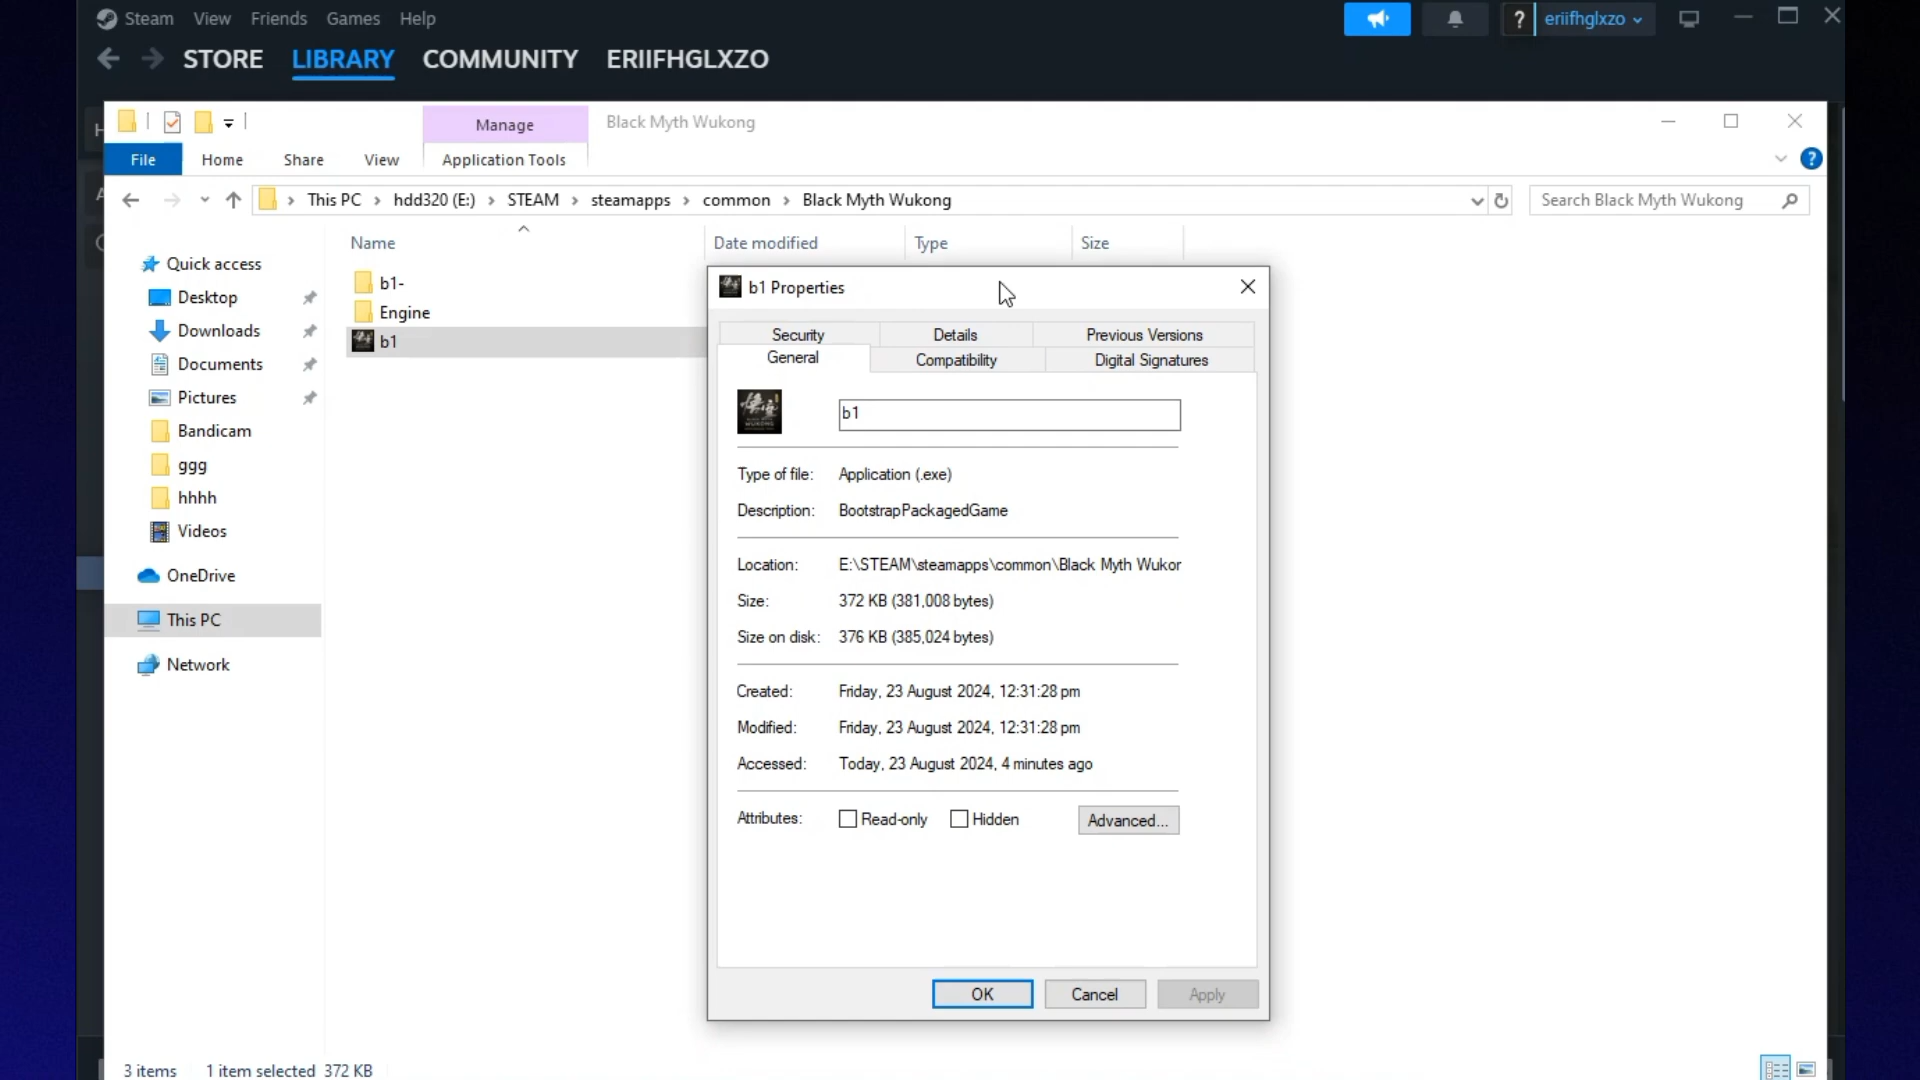 Steam View Friends Games Help
? eriifhglxzo
STORE LIBRARY COMMUNITY ERIIFHGLXZO
Manage Black Myth Wukong
File Home Share View Application Tools
?
This PC hdd320 (E:) STEAM steamapps common Black Myth Wukong
Search Black Myth Wukong
Name Date modified Type Size
Quick access
Desktop
Downloads
Documents
Pictures
Bandicam
ggg
hhhh
Videos
OneDrive
This PC
Network
b1-
Engine
b1
b1 Properties
Security Details Previous Versions
General Compatibility Digital Signatures
b1
Type of file: Application (.exe)
Description: BootstrapPackagedGame
Location: E:\STEAM\steamapps\common\Black Myth Wukor
Size: 372 KB (381,008 bytes)
Size on disk: 376 KB (385,024 bytes)
Created: Friday, 23 August 2024, 12:31:28 pm
Modified: Friday, 23 August 2024, 12:31:28 pm
Accessed: Today, 23 August 2024, 4 minutes ago
Attributes: Read-only Hidden Advanced...
OK Cancel Apply
3 items 1 item selected 372 KB